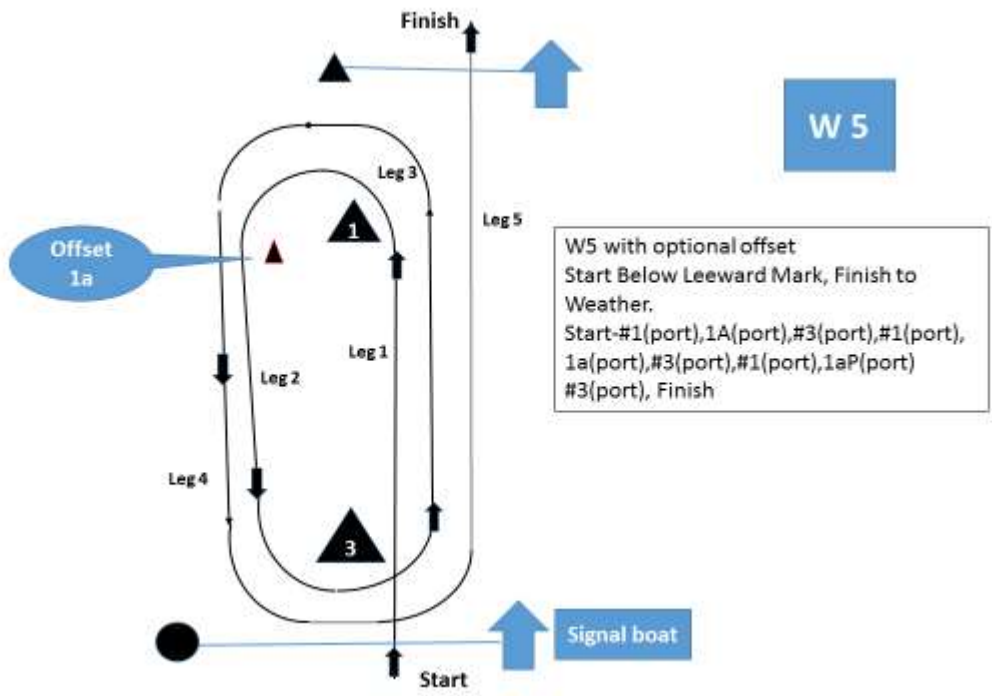 Finish
W 5
Leg 3
1
Leg 5
Offset
1a
W5 with optional offset
Start Below Leeward Mark, Finish to
Weather.
Start-#1(port),1A(port),#3(port),#1(port),
1a(port),#3(port),#1(port),1aP(port)
#3(port), Finish
Leg 1
Leg 2
Leg 4
3
Signal boat
Start